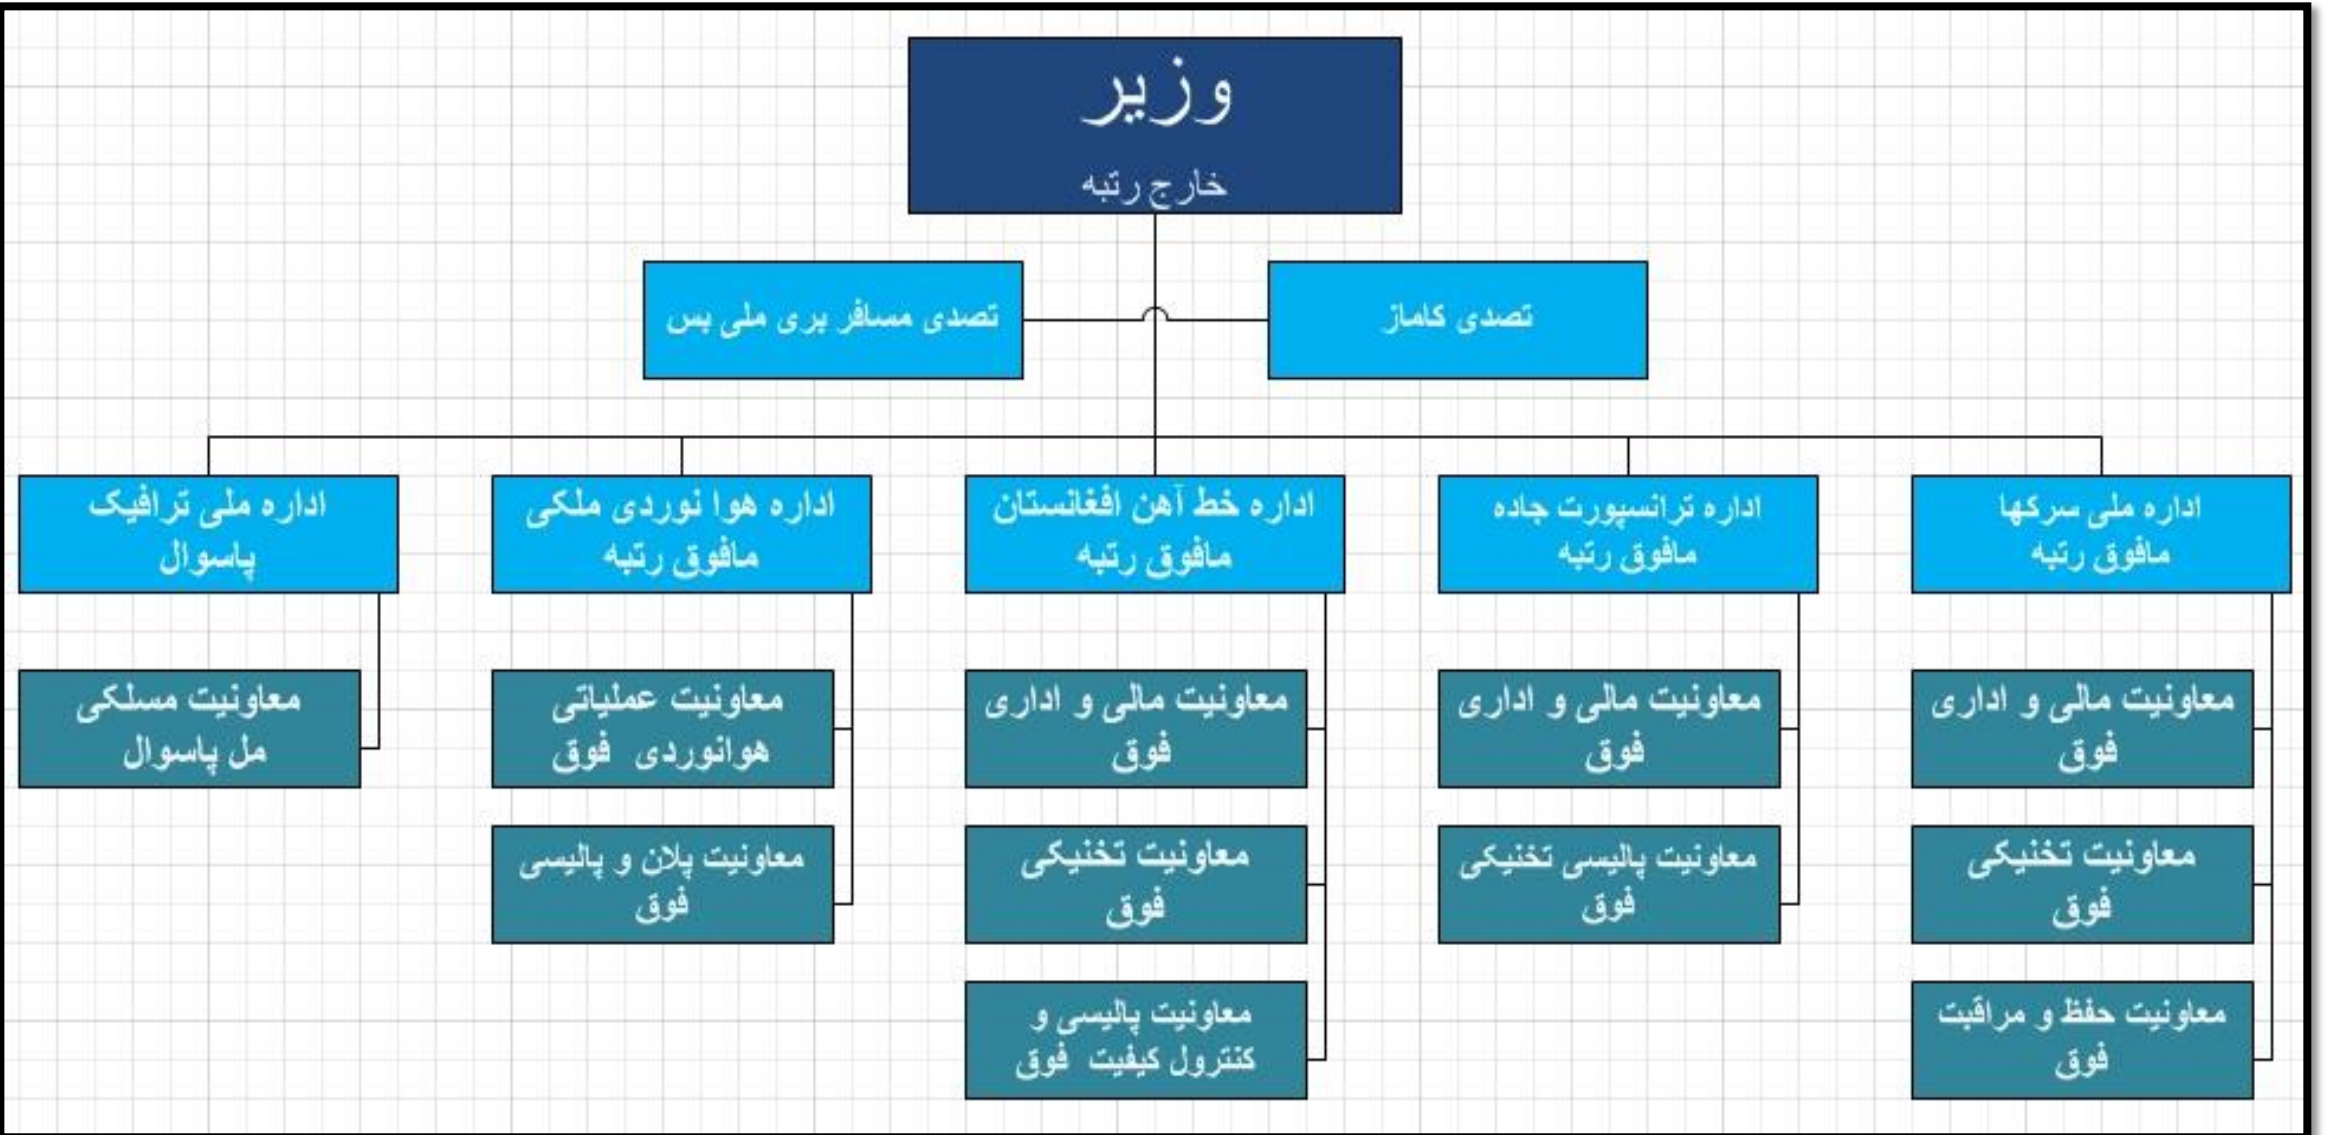 وزیر
خارج رتبه
تصدی کاماز
تصدی مسافر بری ملی بس
اداره ملی سرکها
مافوق رتبه
اداره ترانسپورت جاده
مافوق رتبه
اداره خط آهن افغانستان
مافوق رتبه
اداره هوا نوردی ملکی
مافوق رتبه
اداره ملی ترافیک
پاسوال
معاونیت مالی و اداری
فوق
معاونیت مالی و اداری
فوق
معاونیت مالی و اداری
فوق
معاونیت عملیاتی
هوانوردی فوق
معاونیت مسلکی
مل پاسوال
معاونیت تخنیکی
فوق
معاونیت پالیسی تخنیکی
فوق
معاونیت تخنیکی
فوق
معاونیت پلان و پالیسی
فوق
معاونیت حفظ و مراقبت
فوق
معاونیت پالیسی و
کنترول کیفیت فوق